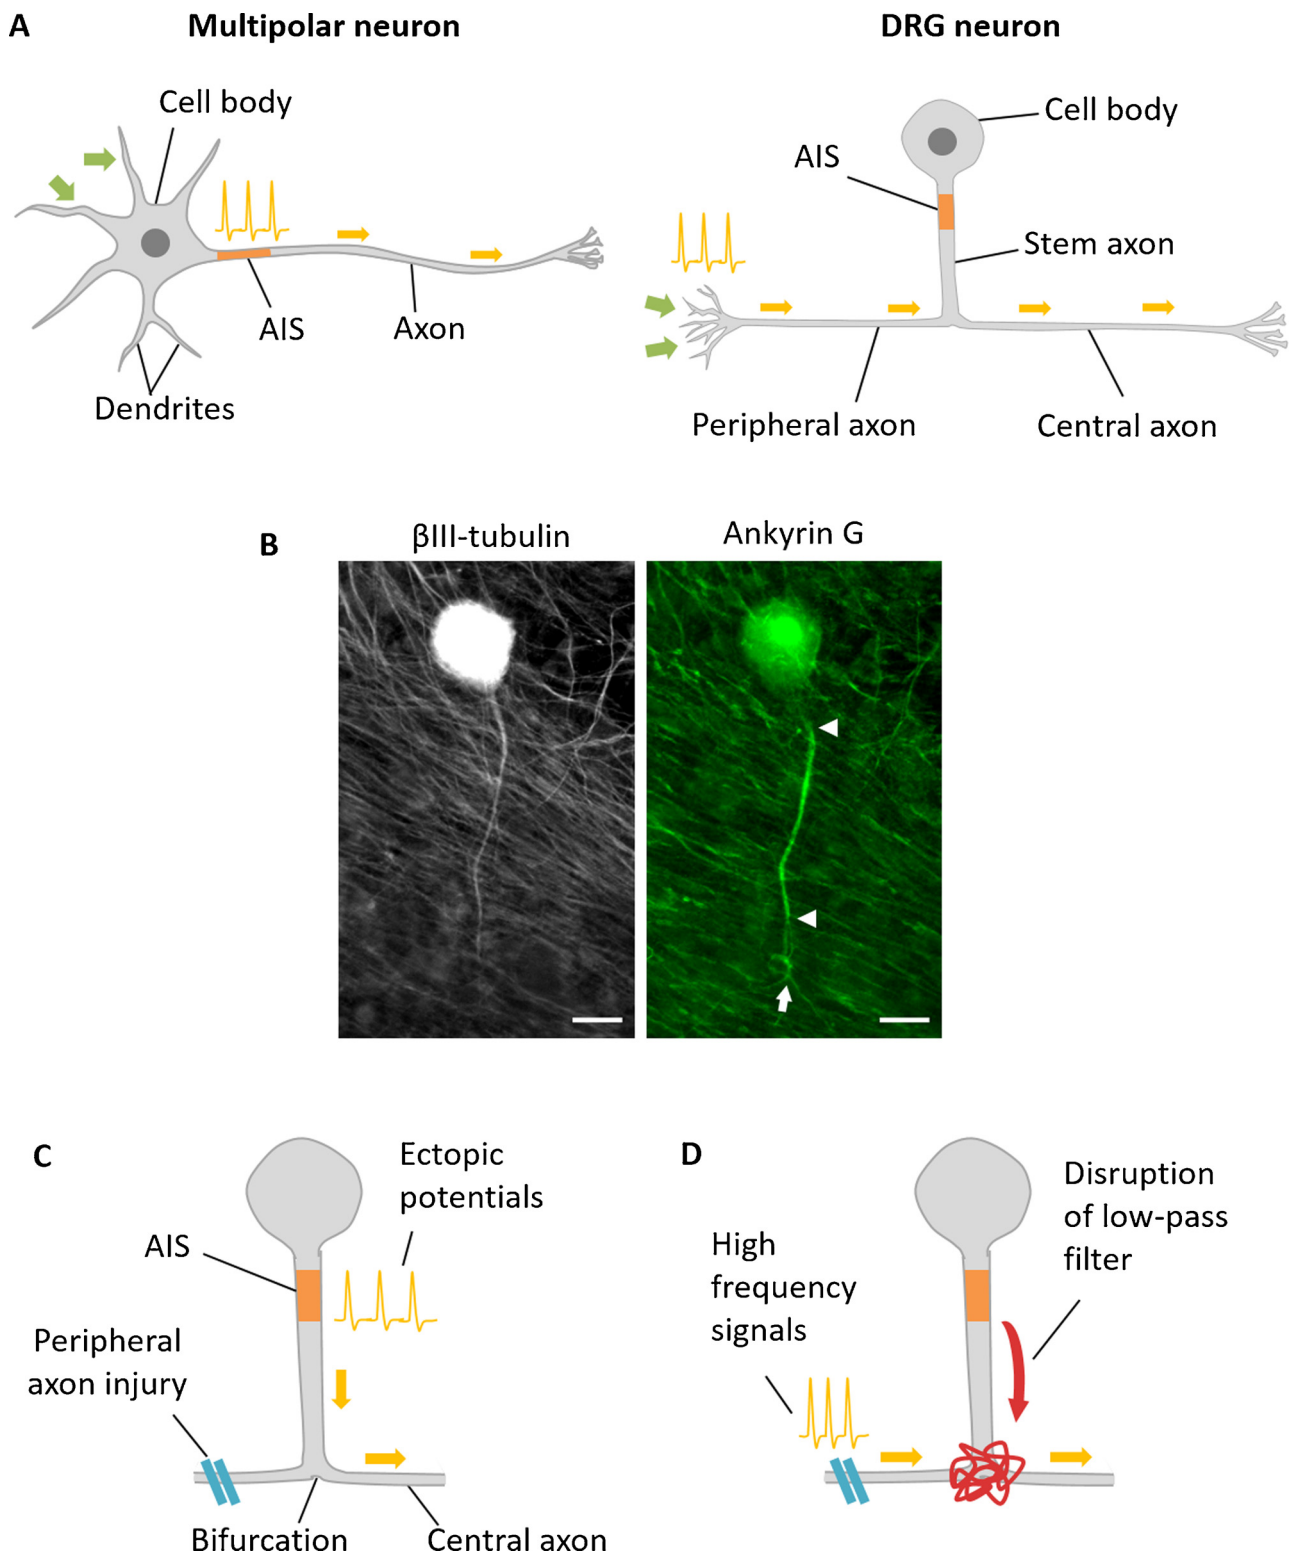 A
Multipolar neuron
DRG neuron
Cell body
AIS
Axon
Dendrites
Cell body
AIS
Stem axon
Peripheral axon
Central axon
B
βIII-tubulin
Ankyrin G
C
Ectopic
potentials
AIS
Peripheral
axon injury
Bifurcation
Central axon
D
Disruption
of low-pass
filter
High
frequency
signals